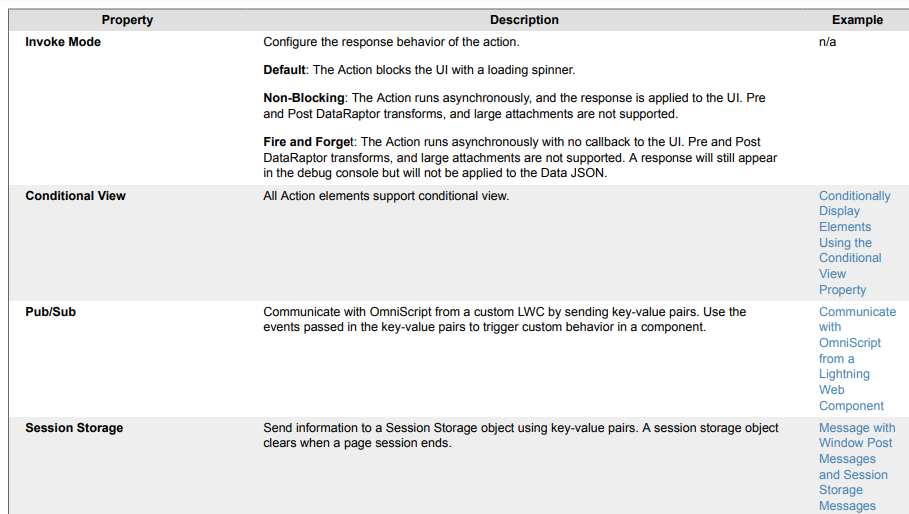 Property Description Example
Invoke Mode Configure the response behavior of the action. n/a
Default: The Action blocks the UI with a loading spinner.
Non-Blocking: The Action runs asynchronously, and the response is applied to the UI. Pre
and Post DataRaptor transforms, and large attachments are not supported.
Fire and Forget: The Action runs asynchronously with no callback to the UI. Pre and Post
DataRaptor transforms, and large attachments are not supported. A response will still appear
in the debug console but will not be applied to the Data JSON.
Conditional View All Action elements support conditional view. Conditionally
Display
Elements
Using the
Conditional
View
Property
Pub/Sub Communicate with OmniScript from a custom LWC by sending key-value pairs. Use the Communicate
events passed in the key-value pairs to trigger custom behavior in a component. with
OmniScript
from a
Lightning
Web
Component
Session Storage Send information to a Session Storage object using key-value pairs. A session storage object Message with
clears when a page session ends. Window Post
Messages
and Session
Storage
Messages